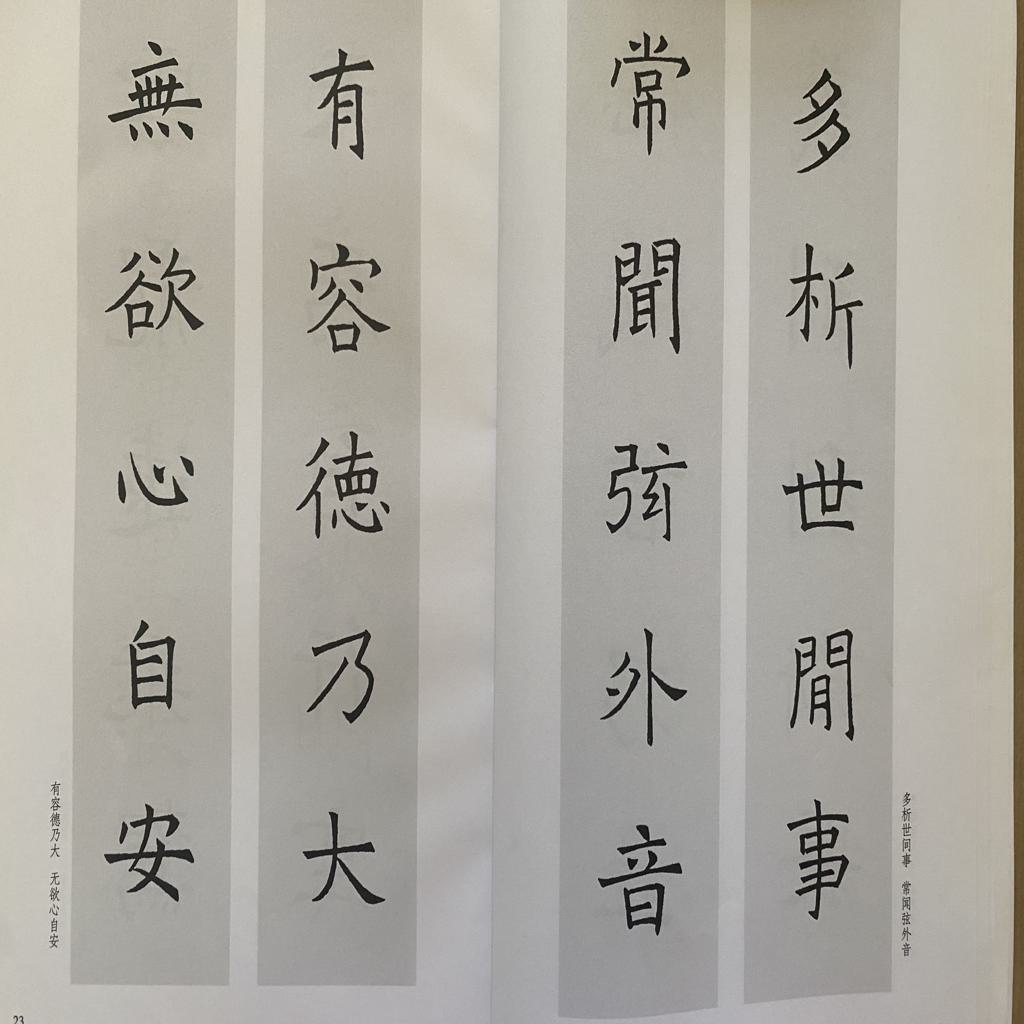 多析世閒事
常聞弦外音
多析世间事 常闻弦外音
有容徳乃大
無欲心自安
有容德乃大 无欲心自安
23